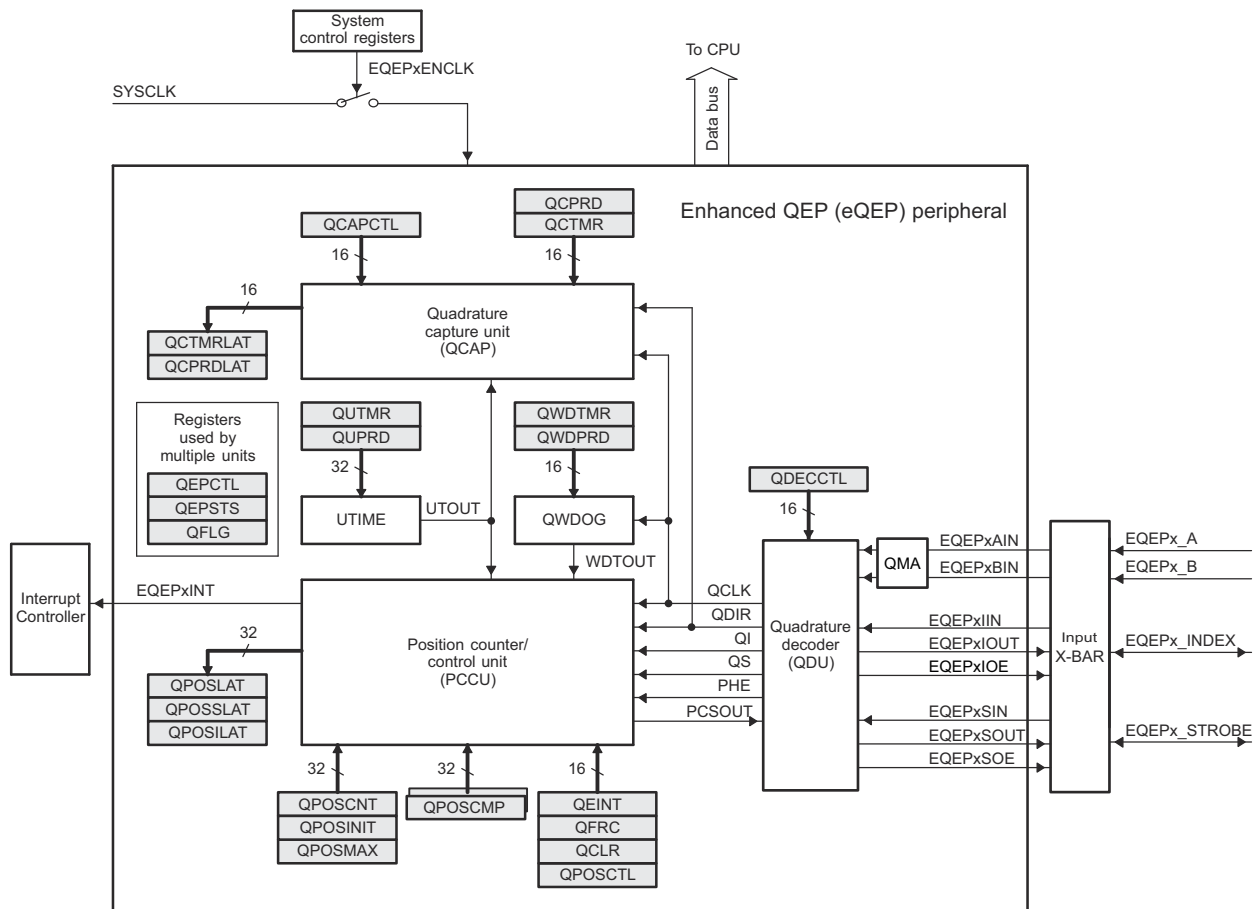 System
control registers
To CPU
EQEPxENCLK
SYSCLK
Data bus
Enhanced QEP (eQEP) peripheral
QCAPCTL
QCPRD
QCTMR
16
16
16
QCTMRLAT
QCPRDLAT
Quadrature
capture unit
(QCAP)
Registers
used by
multiple units
QEPCTL
QEPSTS
QFLG
QUTMR
QUPRD
32
QWDTMR
QWDPRD
16
UTIME
UTOUT
QWDOG
WDTOUT
QDECCTL
16
Interrupt
Controller
EQEPxINT
32
QPOSLAT
QPOSSLAT
QPOSILAT
Position counter/
control unit
(PCCU)
QCLK
QDIR
QI
QS
PHE
PCSOUT
Quadrature
decoder
(QDU)
QMA
EQEPxAIN
EQEPxBIN
EQEPxIIN
EQEPxIOUT
EQEPxIOE
EQEPxSIN
EQEPxSOUT
EQEPxSOE
Input
X-BAR
EQEPx_A
EQEPx_B
EQEPx_INDEX
EQEPx_STROBE
32
32
16
QPOSCNT
QPOSINIT
QPOSMAX
QPOSCMP
QEINT
QFRC
QCLR
QPOSCTL